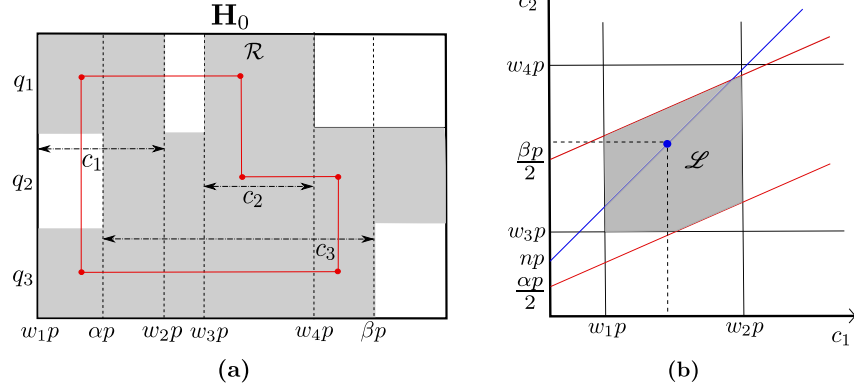 H₀
ℛ
q₁
c₁
q₂
c₂
c₃
q₃
w₁p αp w₂p w₃p w₄p βp
(a)
c₂
w₄p
βp/2
ℒ
w₃p
np
αp/2
w₁p w₂p c₁
(b)